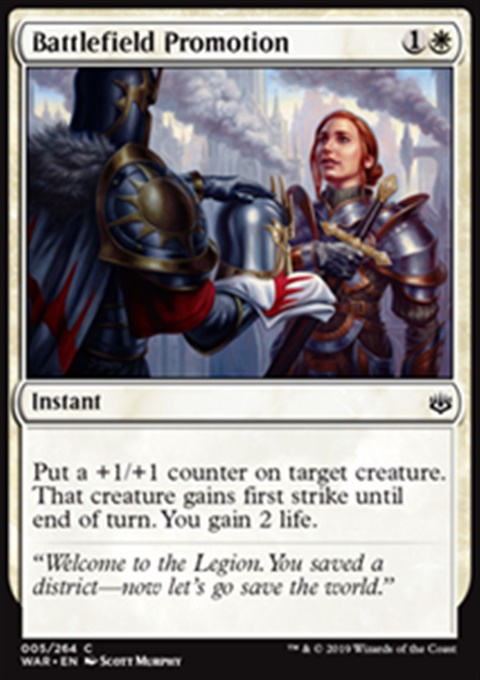 Battlefield Promotion 1
Instant
Put a +1/+1 counter on target creature.
That creature gains first strike until
end of turn. You gain 2 life.
“Welcome to the Legion. You saved a
district—now let’s go save the world.”
005/264 C
WAR • EN Scott Murphy
™ & © 2019 Wizards of the Coast